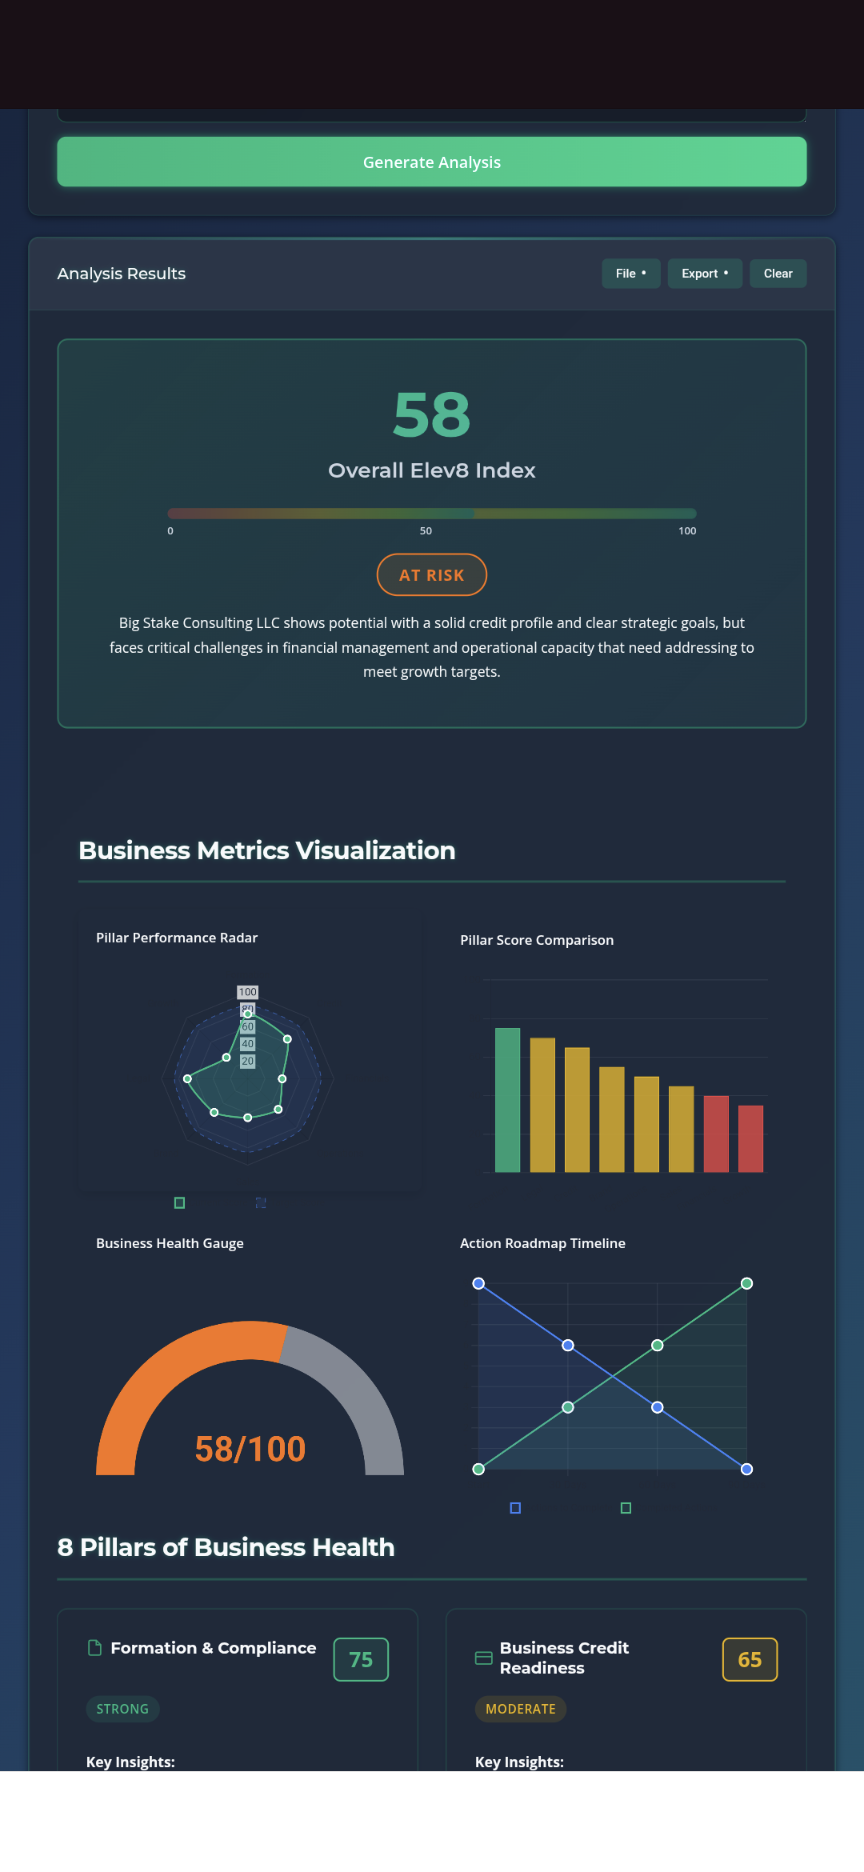 Generate Analysis
Analysis Results
File •
Export •
Clear
58
Overall Elev8 Index
0
50
100
AT RISK
Big Stake Consulting LLC shows potential with a solid credit profile and clear strategic goals, but
faces critical challenges in financial management and operational capacity that need addressing to
meet growth targets.
Business Metrics Visualization
Pillar Performance Radar
100
80
60
40
20
Pillar Score Comparison
Business Health Gauge
58/100
Action Roadmap Timeline
8 Pillars of Business Health
Formation & Compliance
75
STRONG
Key Insights:
Business Credit
Readiness
65
MODERATE
Key Insights: